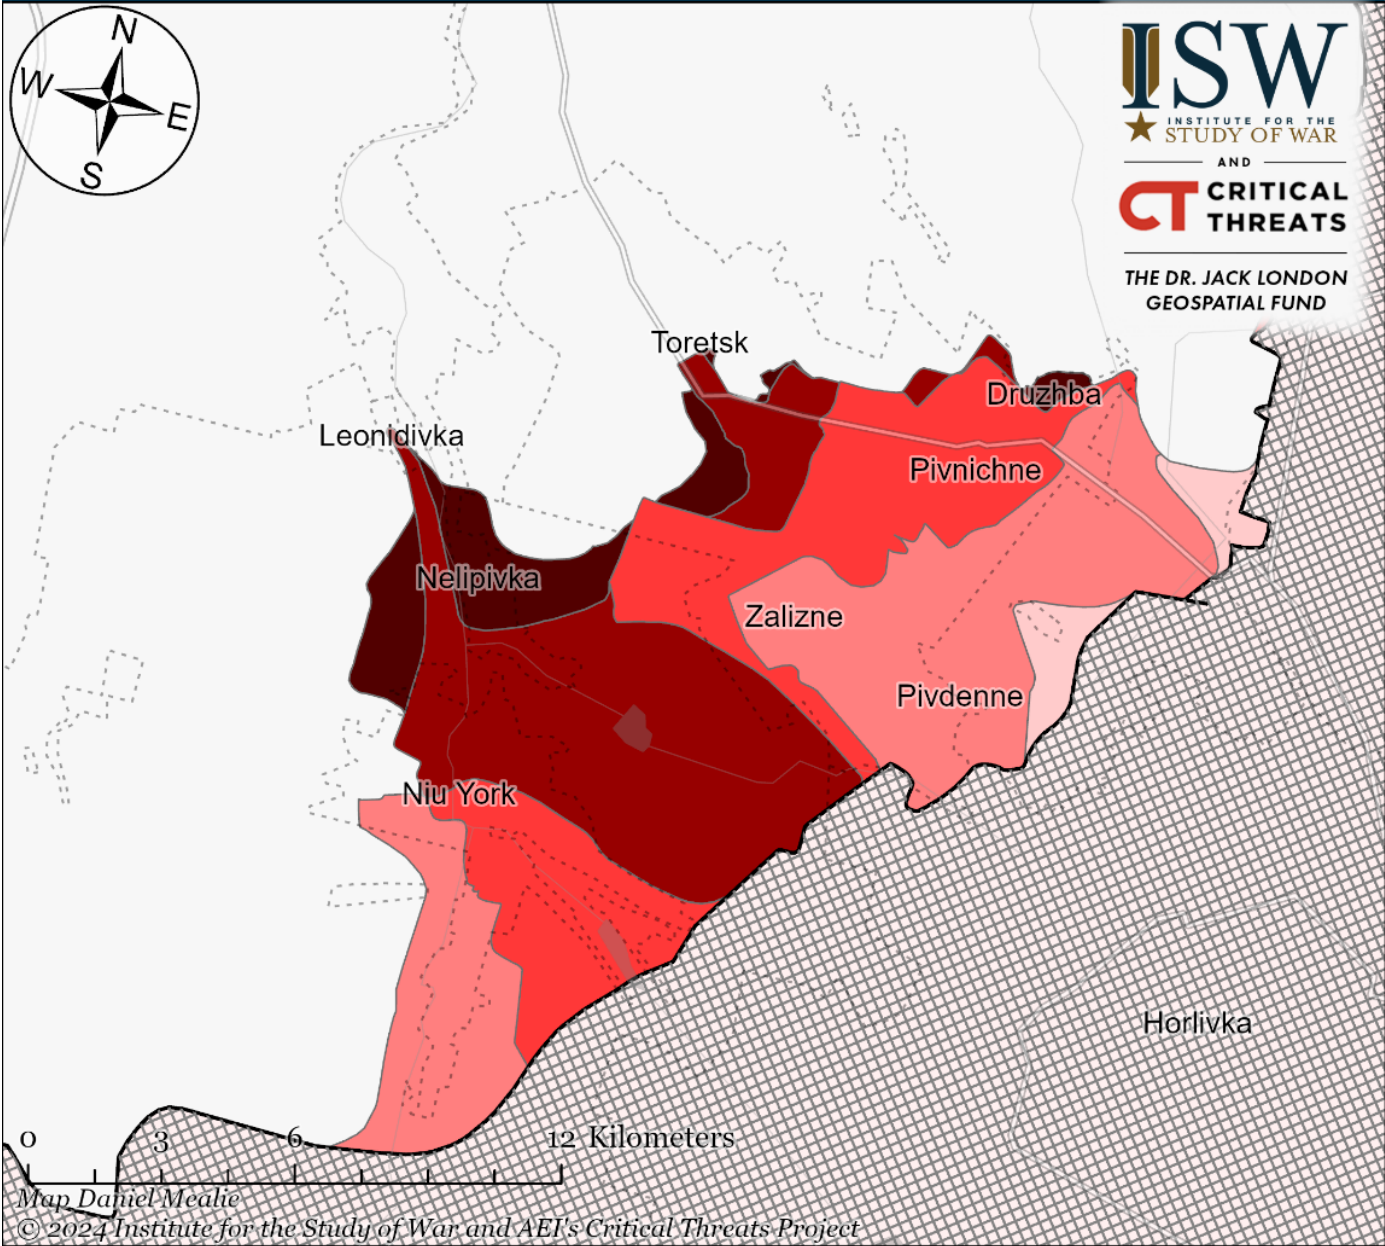 N
W
E
S
ISW
INSTITUTE FOR THE
STUDY OF WAR
AND
CT CRITICAL
THREATS
THE DR. JACK LONDON
GEOSPATIAL FUND
Toretsk
Druzhba
Leonidivka
Pivnichne
Nelipivka
Zalizne
Pivdenne
Niu York
Horlivka
0 3 6 12 Kilometers
Map Daniel Mealie
© 2024 Institute for the Study of War and AEI's Critical Threats Project